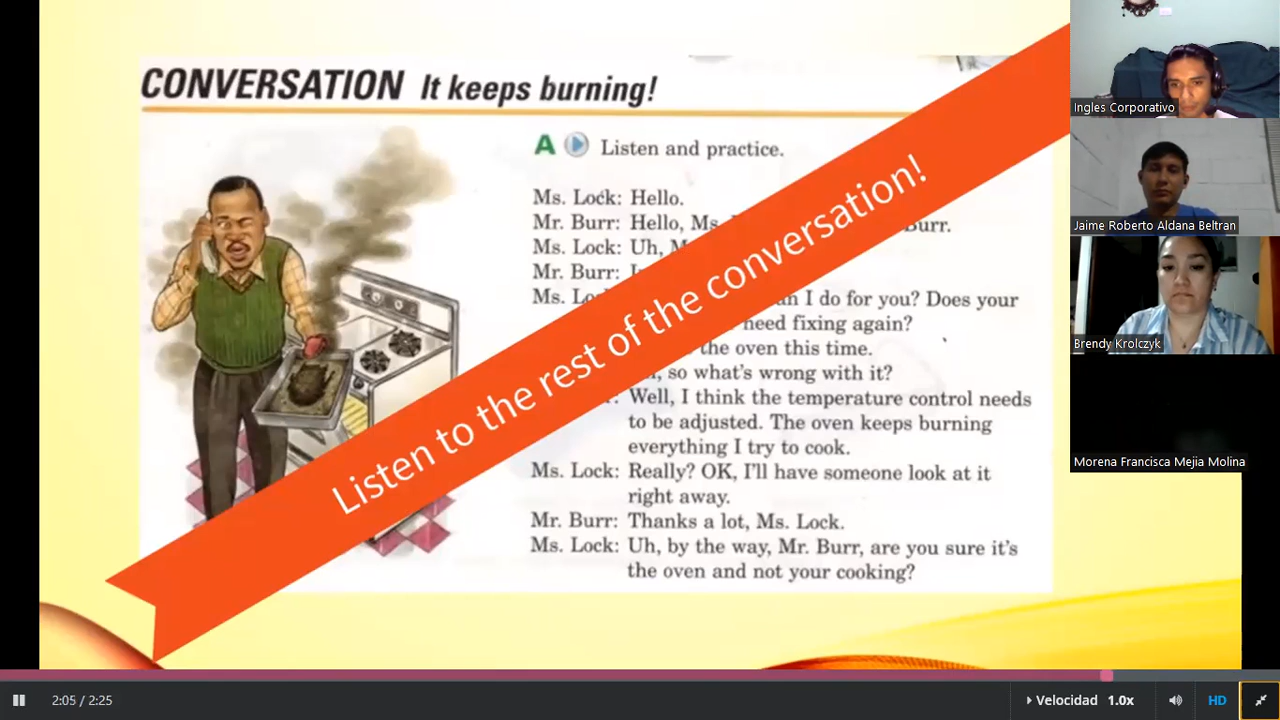 CONVERSATION It keeps burning!
A Listen and practice.
Ms. Lock: Hello.
Mr. Burr: Hello, Ms. Burr.
Ms. Lock: Uh,
Mr. Burr:
Ms. I do for you? Does your
need fixing again?
the oven this time.
so what's wrong with it?
Well, I think the temperature control needs
to be adjusted. The oven keeps burning
everything I try to cook.
Ms. Lock: Really? OK, I'll have someone look at it
right away.
Mr. Burr: Thanks a lot, Ms. Lock.
Ms. Lock: Uh, by the way, Mr. Burr, are you sure it's
the oven and not your cooking?
Listen to the rest of the conversation!
Ingles Corporativo
Jaime Roberto Aldana Beltran
Brendy Krolczyk
Morena Francisca Mejia Molina
2:05 / 2:25
Velocidad 1.0x
HD